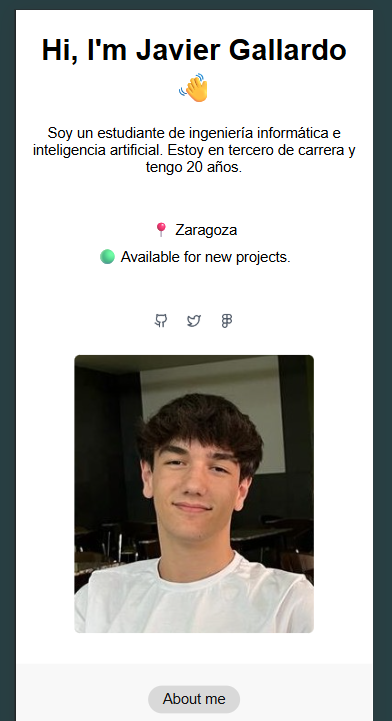 Hi, I'm Javier Gallardo
👋
Soy un estudiante de ingeniería informática e
inteligencia artificial. Estoy en tercero de carrera y
tengo 20 años.
📍 Zaragoza
🟢 Available for new projects.
About me